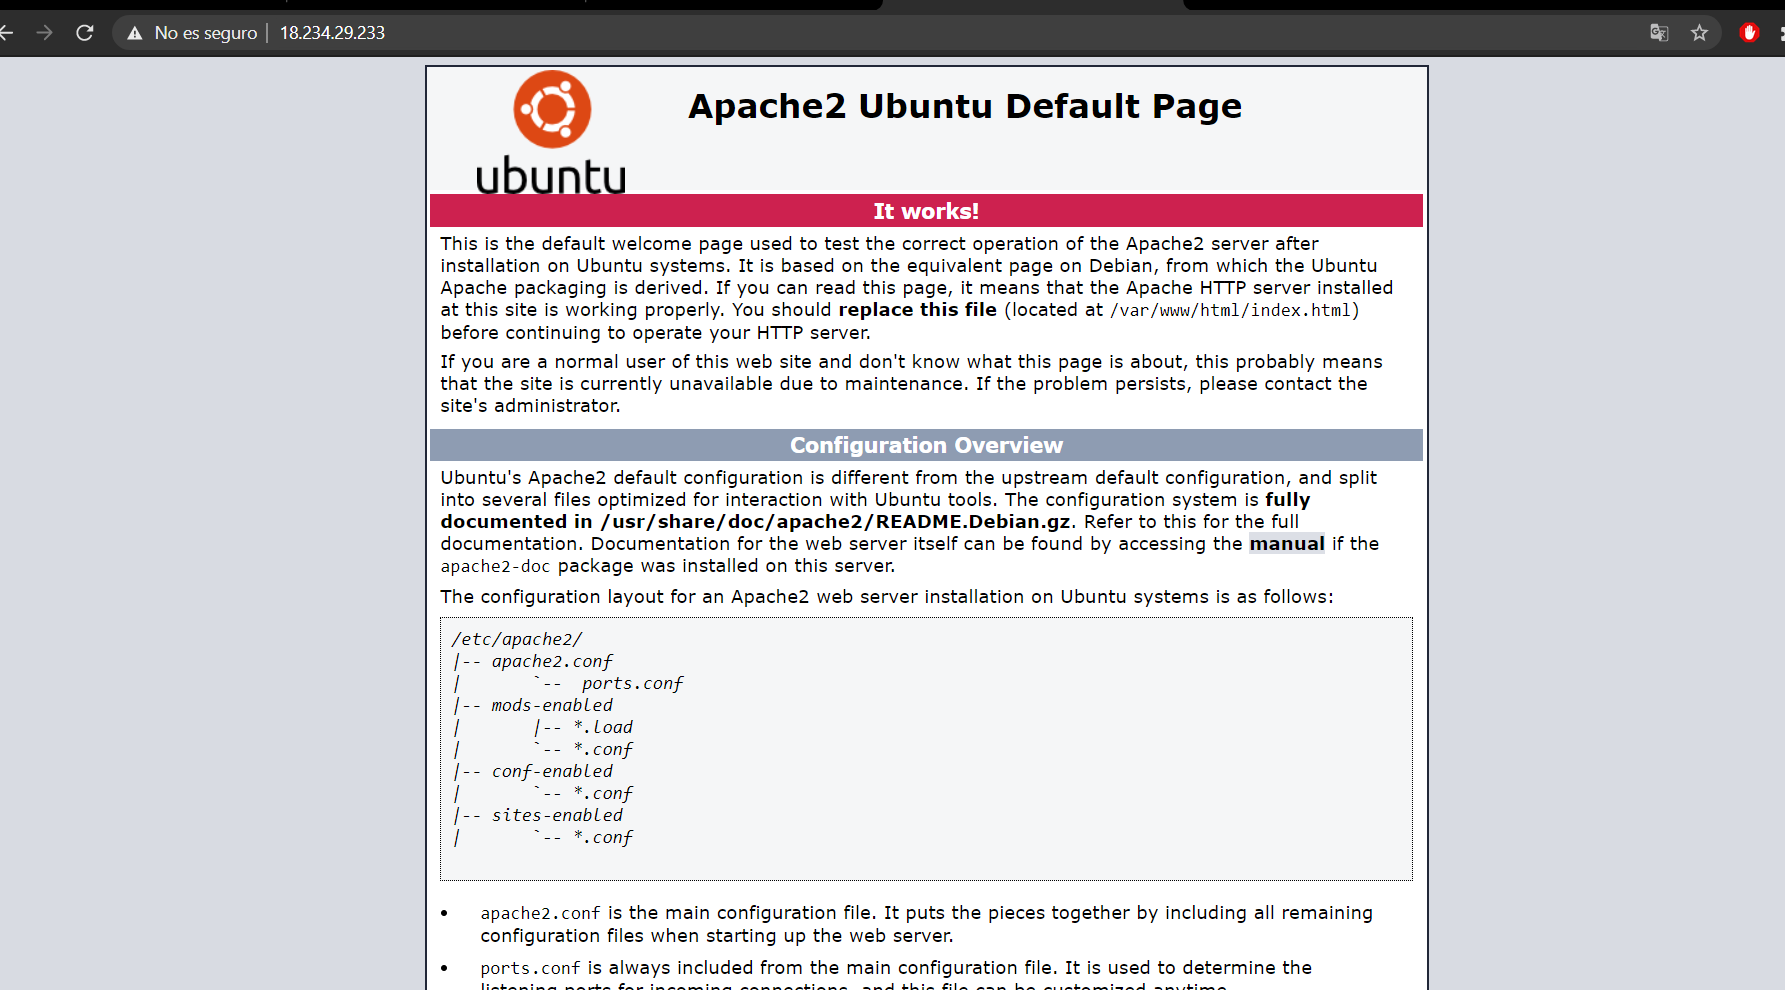 No es seguro | 18.234.29.233
ubuntu
Apache2 Ubuntu Default Page
It works!
This is the default welcome page used to test the correct operation of the Apache2 server after
installation on Ubuntu systems. It is based on the equivalent page on Debian, from which the Ubuntu
Apache packaging is derived. If you can read this page, it means that the Apache HTTP server installed
at this site is working properly. You should replace this file (located at /var/www/html/index.html)
before continuing to operate your HTTP server.
If you are a normal user of this web site and don't know what this page is about, this probably means
that the site is currently unavailable due to maintenance. If the problem persists, please contact the
site's administrator.
Configuration Overview
Ubuntu's Apache2 default configuration is different from the upstream default configuration, and split
into several files optimized for interaction with Ubuntu tools. The configuration system is fully
documented in /usr/share/doc/apache2/README.Debian.gz. Refer to this for the full
documentation. Documentation for the web server itself can be found by accessing the manual if the
apache2-doc package was installed on this server.
The configuration layout for an Apache2 web server installation on Ubuntu systems is as follows:
/etc/apache2/
|-- apache2.conf
|       `--  ports.conf
|-- mods-enabled
|       |-- *.load
|       `-- *.conf
|-- conf-enabled
|       `-- *.conf
|-- sites-enabled
|       `-- *.conf
• apache2.conf is the main configuration file. It puts the pieces together by including all remaining
configuration files when starting up the web server.
• ports.conf is always included from the main configuration file. It is used to determine the
listening ports for incoming connections, and this file can be customized anytime.